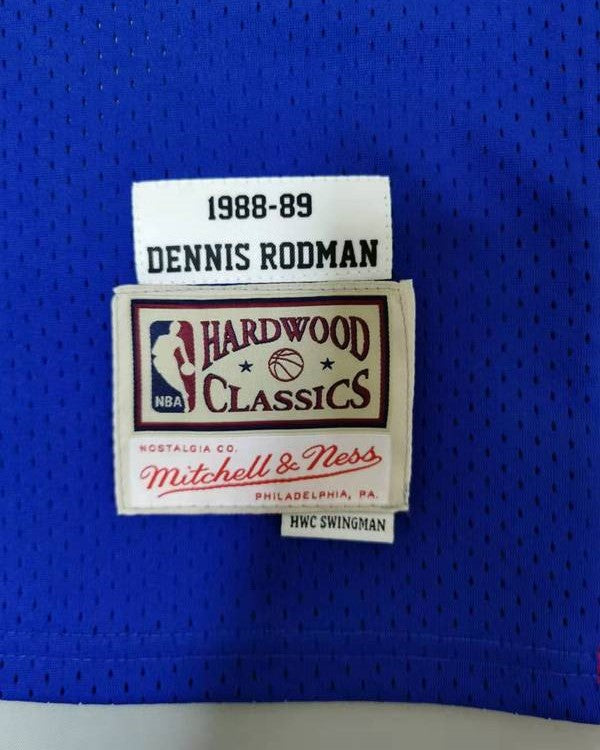 1988-89
DENNIS RODMAN
HARDWOOD
CLASSICS
NBA
NOSTALGIA CO.
Mitchell & Ness
PHILADELPHIA, PA.
HWC SWINGMAN